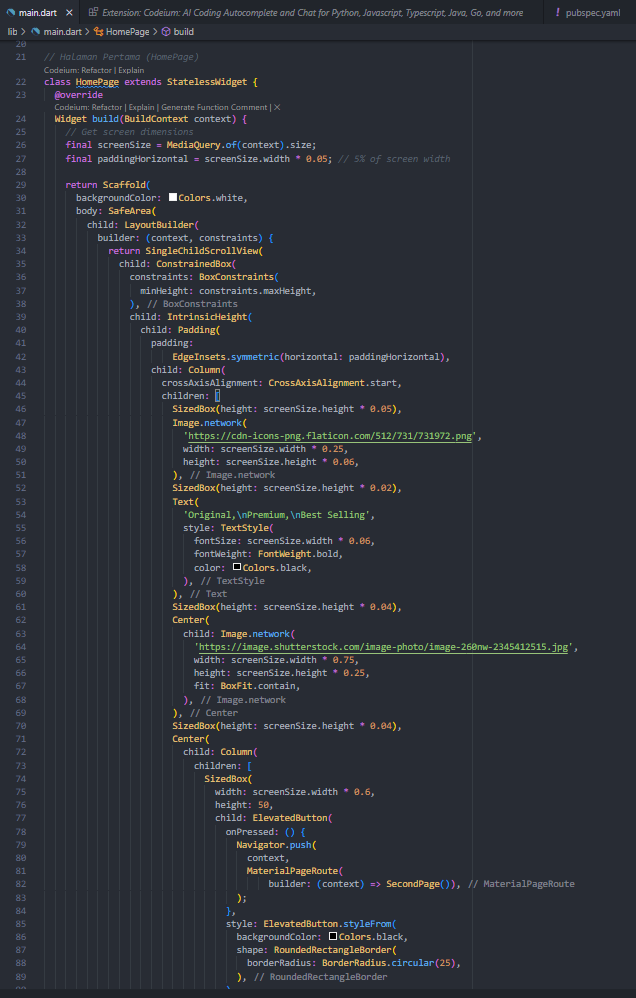 main.dart × Extension: Codeium: AI Coding Autocomplete and Chat for Python, Javascript, Typescript, Java, Go, and more ! pubspec.yaml
lib > main.dart > HomePage > build
20
21 // Halaman Pertama (HomePage)
Codeium: Refactor | Explain
22 class HomePage extends StatelessWidget {
23 @override
Codeium: Refactor | Explain | Generate Function Comment | ×
24 Widget build(BuildContext context) {
25 // Get screen dimensions
26 final screenSize = MediaQuery.of(context).size;
27 final paddingHorizontal = screenSize.width * 0.05; // 5% of screen width
28
29 return Scaffold(
30 backgroundColor: Colors.white,
31 body: SafeArea(
32 child: LayoutBuilder(
33 builder: (context, constraints) {
34 return SingleChildScrollView(
35 child: ConstrainedBox(
36 constraints: BoxConstraints(
37 minHeight: constraints.maxHeight,
38 ), // BoxConstraints
39 child: IntrinsicHeight(
40 child: Padding(
41 padding:
42 EdgeInsets.symmetric(horizontal: paddingHorizontal),
43 child: Column(
44 crossAxisAlignment: CrossAxisAlignment.start,
45 children: [
46 SizedBox(height: screenSize.height * 0.05),
47 Image.network(
48 'https://cdn-icons-png.flaticon.com/512/731/731972.png',
49 width: screenSize.width * 0.25,
50 height: screenSize.height * 0.06,
51 ), // Image.network
52 SizedBox(height: screenSize.height * 0.02),
53 Text(
54 'Original,\nPremium,\nBest Selling',
55 style: TextStyle(
56 fontSize: screenSize.width * 0.06,
57 fontWeight: FontWeight.bold,
58 color: Colors.black,
59 ), // TextStyle
60 ), // Text
61 SizedBox(height: screenSize.height * 0.04),
62 Center(
63 child: Image.network(
64 'https://image.shutterstock.com/image-photo/image-260nw-2345412515.jpg',
65 width: screenSize.width * 0.75,
66 height: screenSize.height * 0.25,
67 fit: BoxFit.contain,
68 ), // Image.network
69 ), // Center
70 SizedBox(height: screenSize.height * 0.04),
71 Center(
72 child: Column(
73 children: [
74 SizedBox(
75 width: screenSize.width * 0.6,
76 height: 50,
77 child: ElevatedButton(
78 onPressed: () {
79 Navigator.push(
80 context,
81 MaterialPageRoute(
82 builder: (context) => SecondPage()), // MaterialPageRoute
83 );
84 },
85 style: ElevatedButton.styleFrom(
86 backgroundColor: Colors.black,
87 shape: RoundedRectangleBorder(
88 borderRadius: BorderRadius.circular(25),
89 ), // RoundedRectangleBorder